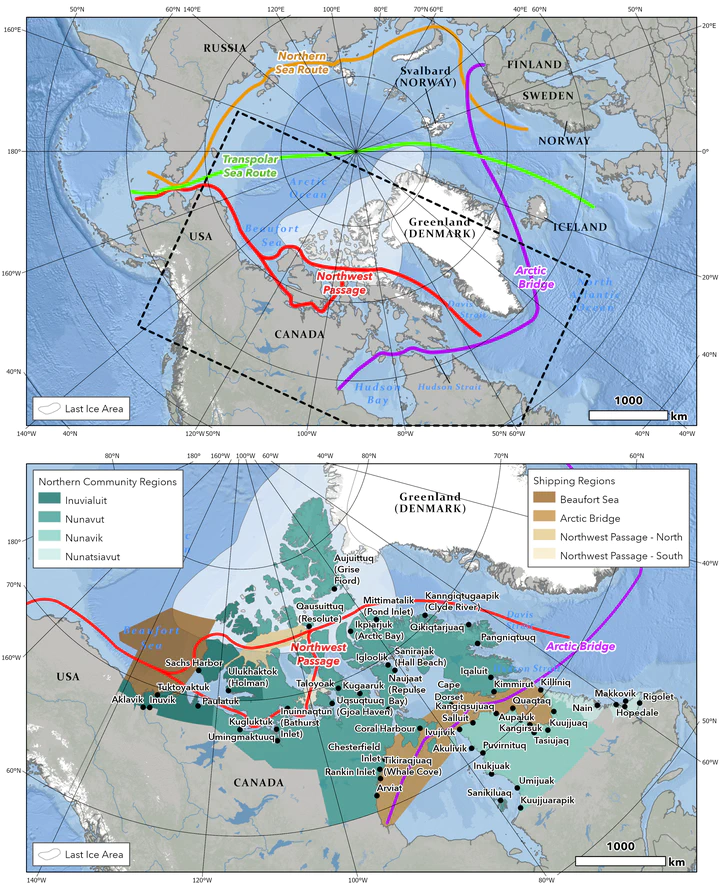 50°N
60°N 140°E
120°E
100°E
80°E
70°N 60°E
40°E 60°N
50°N
160°E
20°E
RUSSIA
Northern
Sea Route
Svalbard
(NORWAY)
FINLAND
SWEDEN
NORWAY
180°
0°
Transpolar
Sea Route
Arctic
Ocean
Greenland
(DENMARK)
ICELAND
USA
Beaufort
Sea
160°W
20°W
Northwest
Passage
Arctic
Bridge
North
Atlantic
Ocean
Davis
Strait
CANADA
40°N
40°W
Hudson
Bay
Hudson Strait
Last Ice Area
1000
km
140°W
40°N
120°W 50°N
100°W
80°W
50°N 60°W
40°N
40°W
80°N
180°
160°W
140°W
100°W
60°W
40°W
80°N
70°N
60°N
Northern Community Regions
Inuvialuit
Nunavut
Nunavik
Nunatsiavut
Greenland
(DENMARK)
Shipping Regions
Beaufort Sea
Arctic Bridge
Northwest Passage - North
Northwest Passage - South
180°
40°W
70°N
Aujuittuq
(Grise
Fiord)
Qausuittuq
(Resolute)
Mittimatalik
(Pond Inlet)
Kanngiqtugaapik
(Clyde River)
Ikpiarjuk
(Arctic Bay)
Qikiqtarjuaq
Davis
Strait
Pangniqtuuq
Beaufort
Sea
Northwest
Passage
Arctic Bridge
160°W
USA
Sachs Harbor
Igloolik
Sanirajak
(Hall Beach)
Ulukhaktok
(Holman)
Taloyoak
Kugaaruk
Naujaat
(Repulse
Bay)
Iqaluit
Kimmirut
Killiniq
Tuktoyaktuk
Aklavik
Inuvik
Paulatuk
Uqsuqtuuq
(Gjoa Haven)
Cape
Dorset
Kangiqsujuaq
Quaqtaq
Nain
Makkovik
Rigolet
Hopedale
Inuinnaqtun
(Bathurst
Inlet)
Kugluktuk
Umingmaktuuq
Coral Harbour
Salluit
Ivujivik
Aupaluk
Kangirsuk
Kuujjuaq
Tasiujaq
50°W
Chesterfield
Inlet
Tikiraqjuaq
(Whale Cove)
Rankin Inlet
Arviat
Akulivik
Puvirnituq
Inukjuak
60°N
CANADA
Umijuak
Sanikiluaq
Kuujjuarapik
Last Ice Area
1000
km
120°W
100°W
80°W